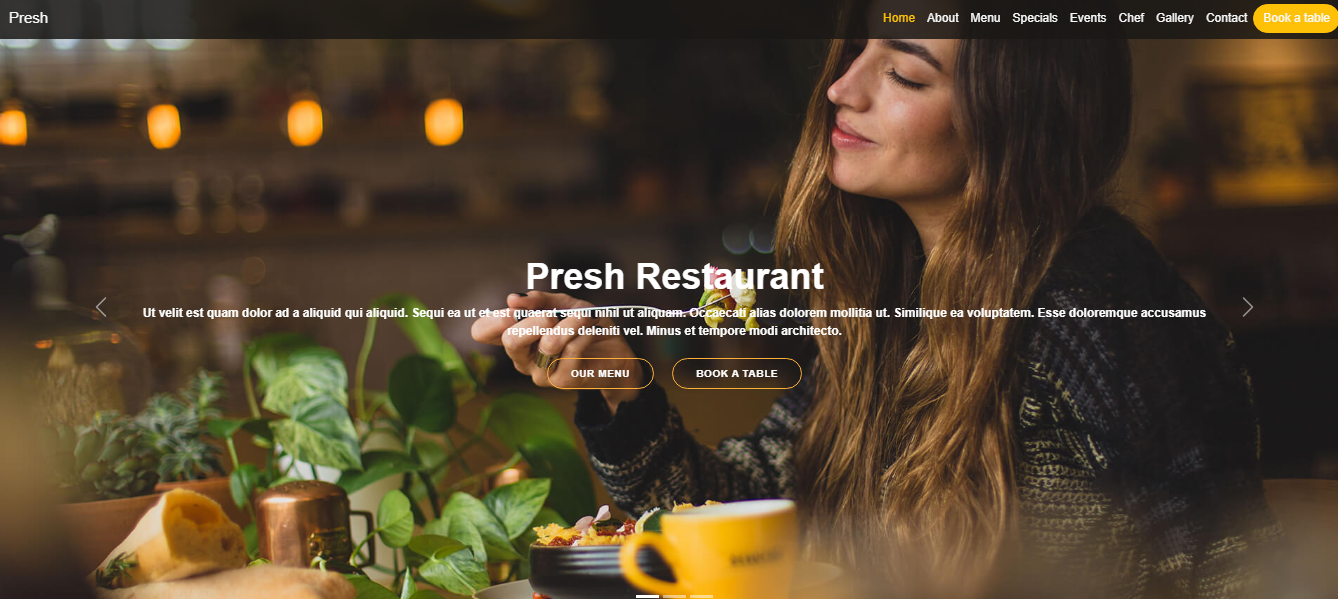 Presh
Home About Menu Specials Events Chef Gallery Contact Book a table
Presh Restaurant
Ut velit est quam dolor ad a aliquid qui aliquid. Sequi ea ut et est quaerat sequi nihil ut aliquam. Occaecati alias dolorem mollitia ut. Similique ea voluptatem. Esse doloremque accusamus
repellendus deleniti vel. Minus et tempore modi architecto.
OUR MENU BOOK A TABLE